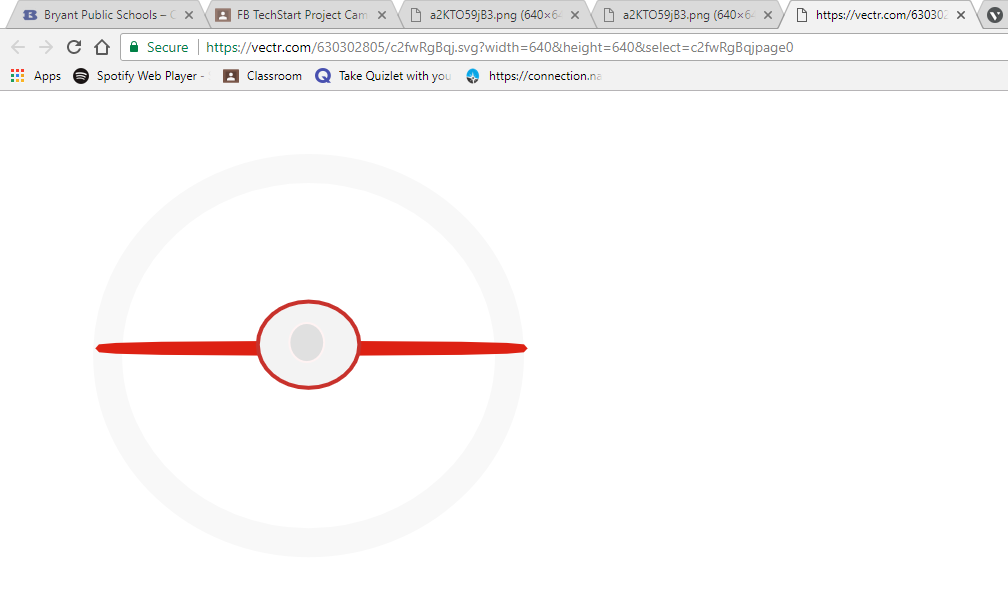 Bryant Public Schools – C
FB TechStart Project Cam
a2KTO59jB3.png (640×64
a2KTO59jB3.png (640×64
https://vectr.com/630302
Secure https://vectr.com/630302805/c2fwRgBqj.svg?width=640&height=640&select=c2fwRgBqjpage0
Apps Spotify Web Player - Classroom Take Quizlet with you https://connection.na